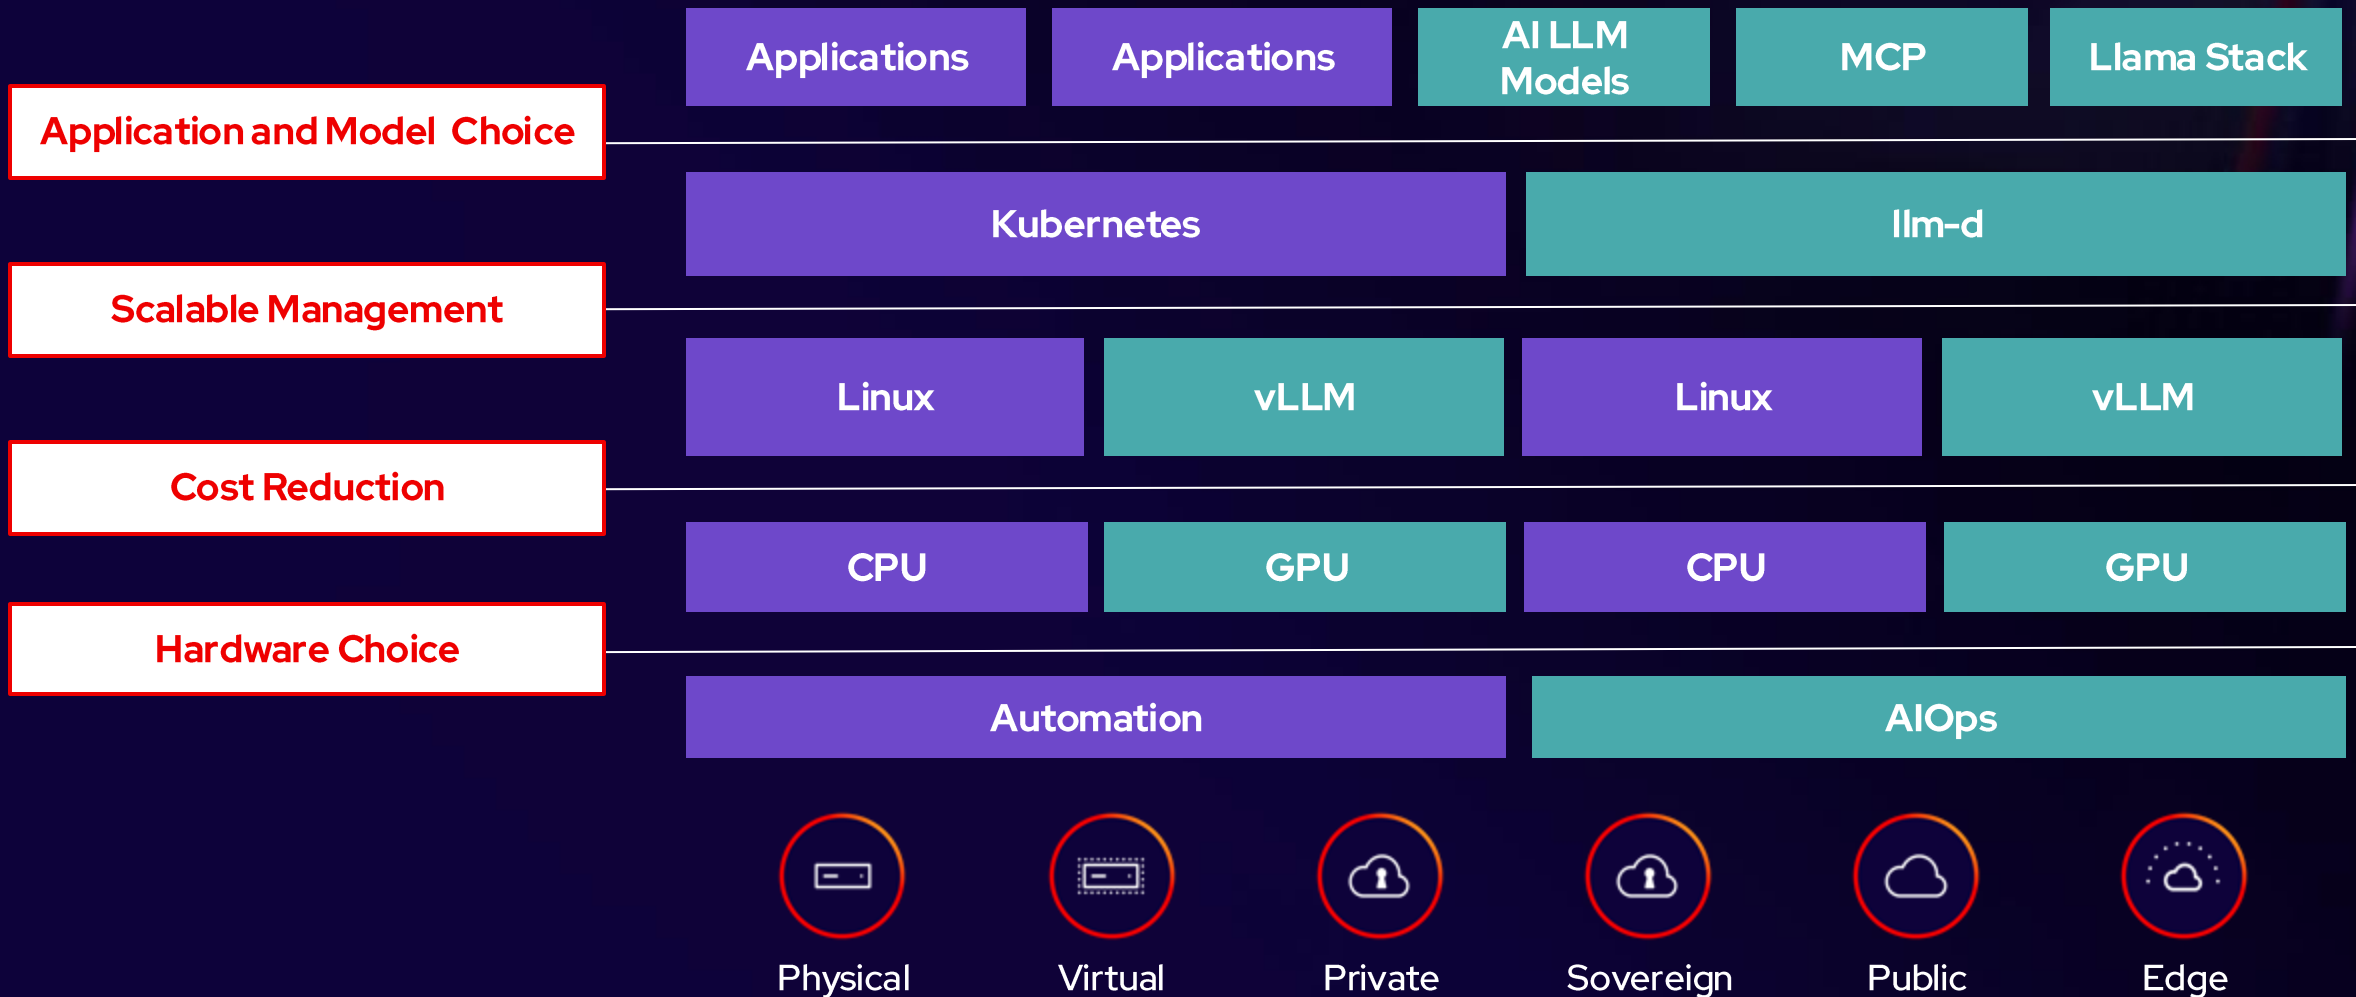 Applications
Applications
AI LLM
Models
MCP
Llama Stack
Application and Model Choice
Kubernetes
llm-d
Scalable Management
Linux
vLLM
Linux
vLLM
Cost Reduction
CPU
GPU
CPU
GPU
Hardware Choice
Automation
AIOps
Physical
Virtual
Private
Sovereign
Public
Edge